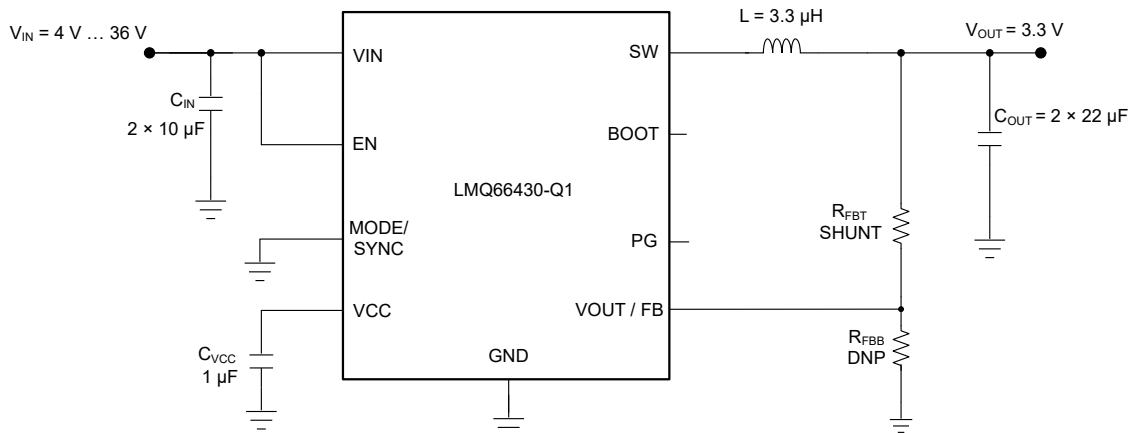 V_IN = 4 V … 36 V
L = 3.3 µH
V_OUT = 3.3 V
VIN
SW
C_IN
2 × 10 µF
C_OUT = 2 × 22 µF
EN
BOOT
LMQ66430-Q1
R_FBT
SHUNT
MODE/
SYNC
PG
VCC
VOUT / FB
C_VCC
1 µF
GND
R_FBB
DNP